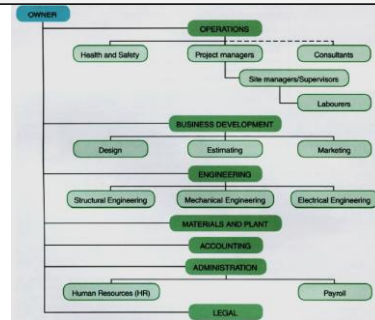 OWNER
OPERATIONS
Health and Safety
Project managers
Consultants
Site managers/Supervisors
Labourers
BUSINESS DEVELOPMENT
Design
Estimating
Marketing
ENGINEERING
Structural Engineering
Mechanical Engineering
Electrical Engineering
MATERIALS AND PLANT
ACCOUNTING
ADMINISTRATION
Human Resources (HR)
Payroll
LEGAL